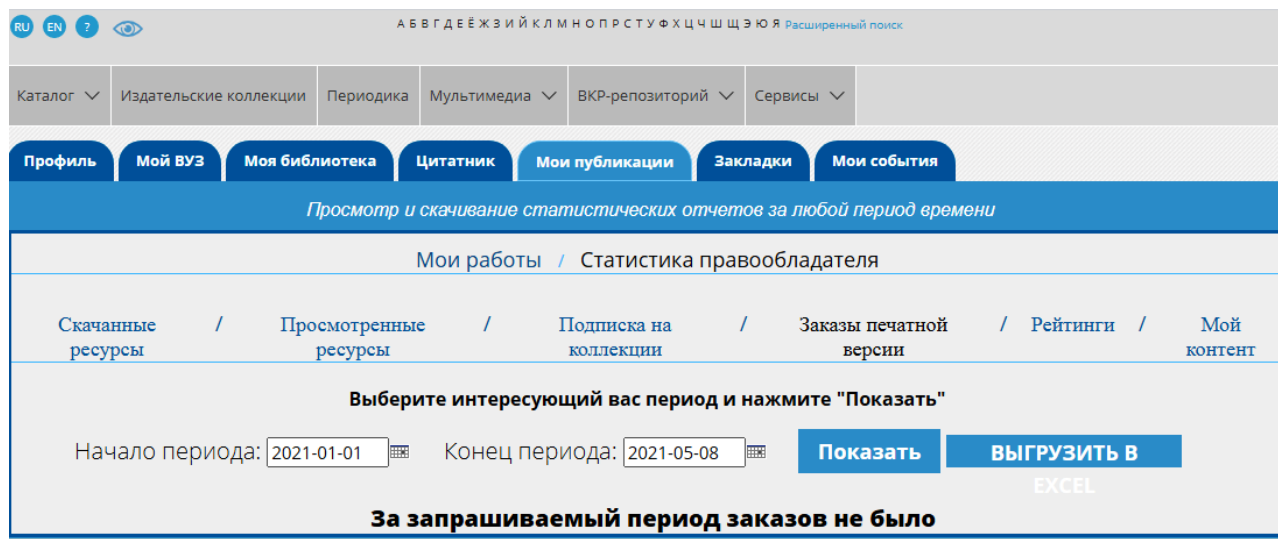 RU EN ? А Б В Г Д Е Ё Ж З И Й К Л М Н О П Р С Т У Ф Х Ц Ч Ш Щ Э Ю Я Расширенный поиск
Каталог Издательские коллекции Периодика Мультимедиа ВКР-репозиторий Сервисы
Профиль Мой ВУЗ Моя библиотека Цитатник Мои публикации Закладки Мои события
Просмотр и скачивание статистических отчетов за любой период времени
Мои работы / Статистика правообладателя
Скачанные / Просмотренные / Подписка на / Заказы печатной / Рейтинги / Мой
ресурсы ресурсы коллекции версии контент
Выберите интересующий вас период и нажмите "Показать"
Начало периода: 2021-01-01 Конец периода: 2021-05-08 Показать ВЫГРУЗИТЬ В
EXCEL
За запрашиваемый период заказов не было